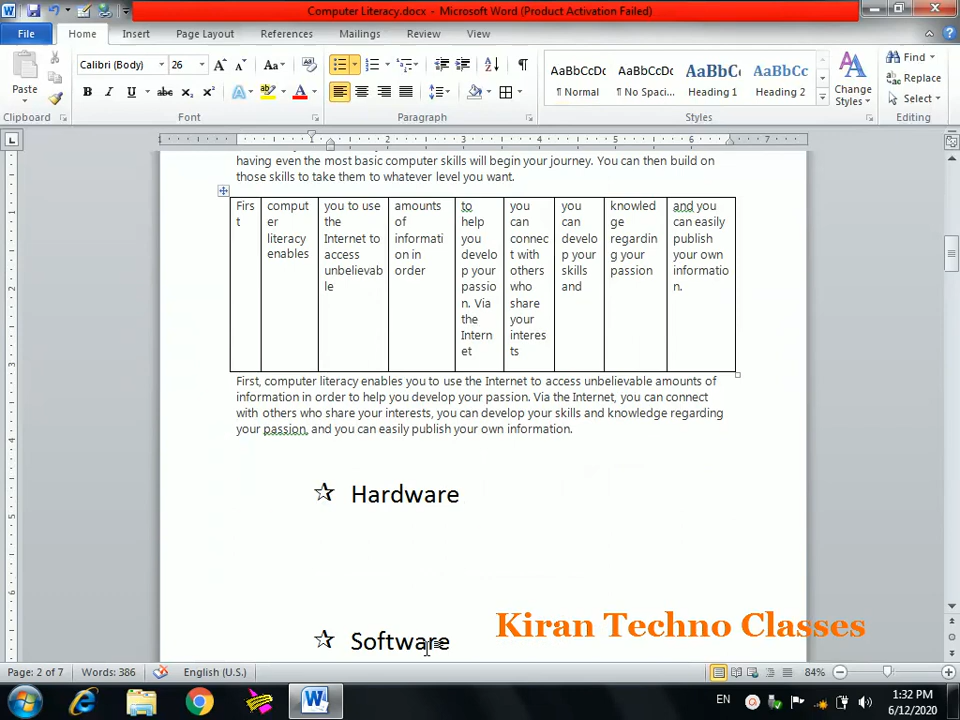 Computer Literacy.docx - Microsoft Word (Product Activation Failed)
File Home Insert Page Layout References Mailings Review View
Paste
Clipboard
Calibri (Body) 26
Font
Paragraph
AaBbCcDc AaBbCcDc AaBbC AaBbCc
¶ Normal ¶ No Spaci... Heading 1 Heading 2
Change
Styles
Styles
Find
Replace
Select
Editing
1 2 3 4 5 6 7
having even the most basic computer skills will begin your journey. You can then build on
those skills to take them to whatever level you want.
Firs
t
comput
er
literacy
enables
you to use
the
Internet to
access
unbelievab
le
amounts
of
informati
on in
order
to
help
you
develo
p your
passio
n. Via
the
Intern
et
you
can
connec
t with
others
who
share
your
interes
ts
you
can
develo
p your
skills
and
knowled
ge
regardin
g your
passion
and you
can easily
publish
your own
informatio
n.
First, computer literacy enables you to use the Internet to access unbelievable amounts of
information in order to help you develop your passion. Via the Internet, you can connect
with others who share your interests, you can develop your skills and knowledge regarding
your passion, and you can easily publish your own information.
☆ Hardware
☆ Software
Kiran Techno Classes
Page: 2 of 7 Words: 386 English (U.S.) 84%
EN 1:32 PM
6/12/2020